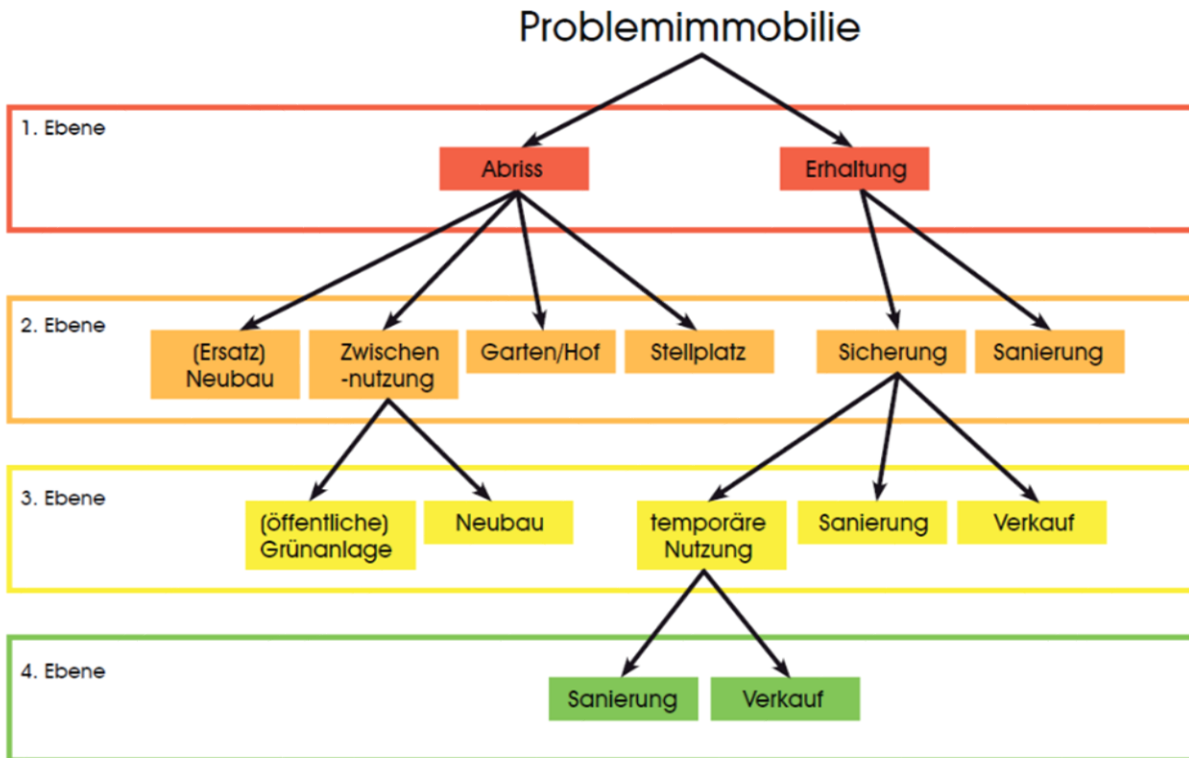 Problemimmobilie
1. Ebene
Abriss
Erhaltung
2. Ebene
(Ersatz)
Neubau
Zwischen
-nutzung
Garten/Hof
Stellplatz
Sicherung
Sanierung
3. Ebene
(öffentliche)
Grünanlage
Neubau
temporäre
Nutzung
Sanierung
Verkauf
4. Ebene
Sanierung
Verkauf